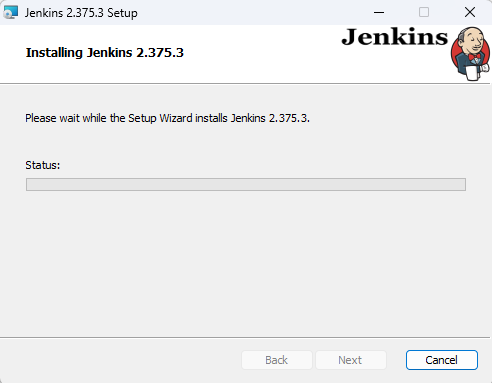 Jenkins 2.375.3 Setup
Jenkins
Installing Jenkins 2.375.3
Please wait while the Setup Wizard installs Jenkins 2.375.3.
Status:
Back Next Cancel